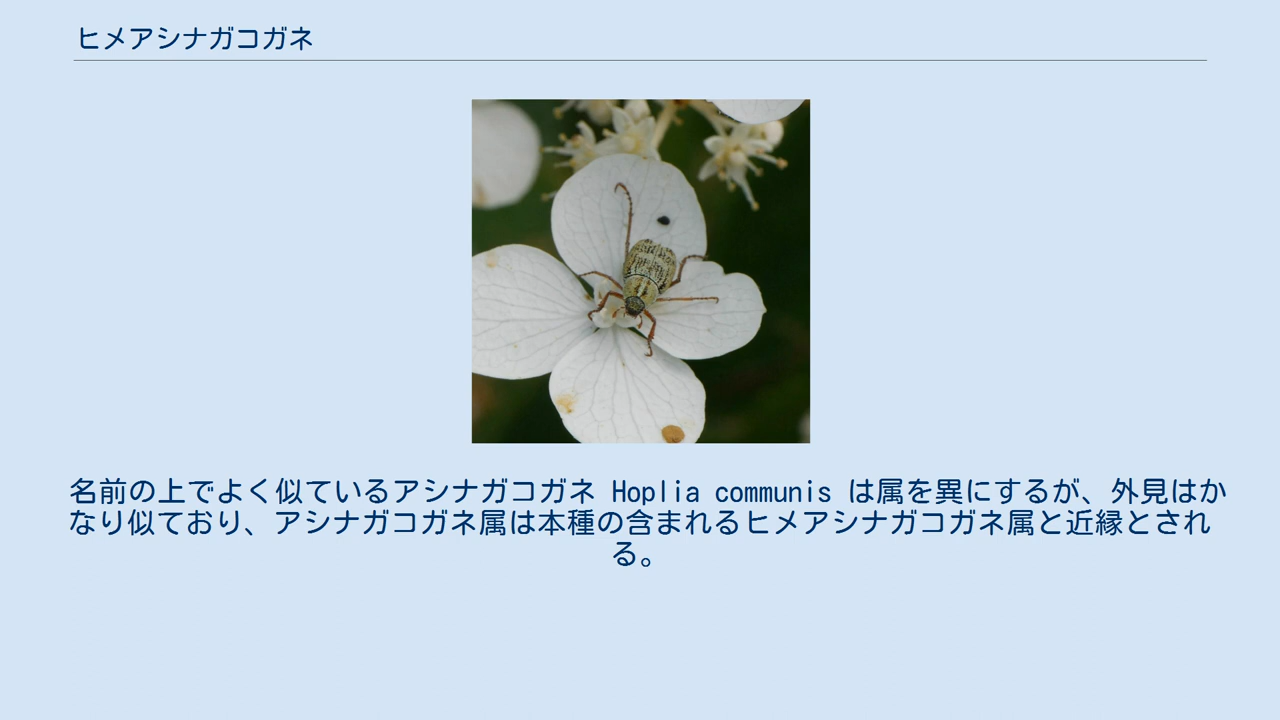 ヒメアシナガコガネ
名前の上でよく似ているアシナガコガネ Hoplia communis は属を異にするが、外見はか
なり似ており、アシナガコガネ属は本種の含まれるヒメアシナガコガネ属と近縁とされ
る。